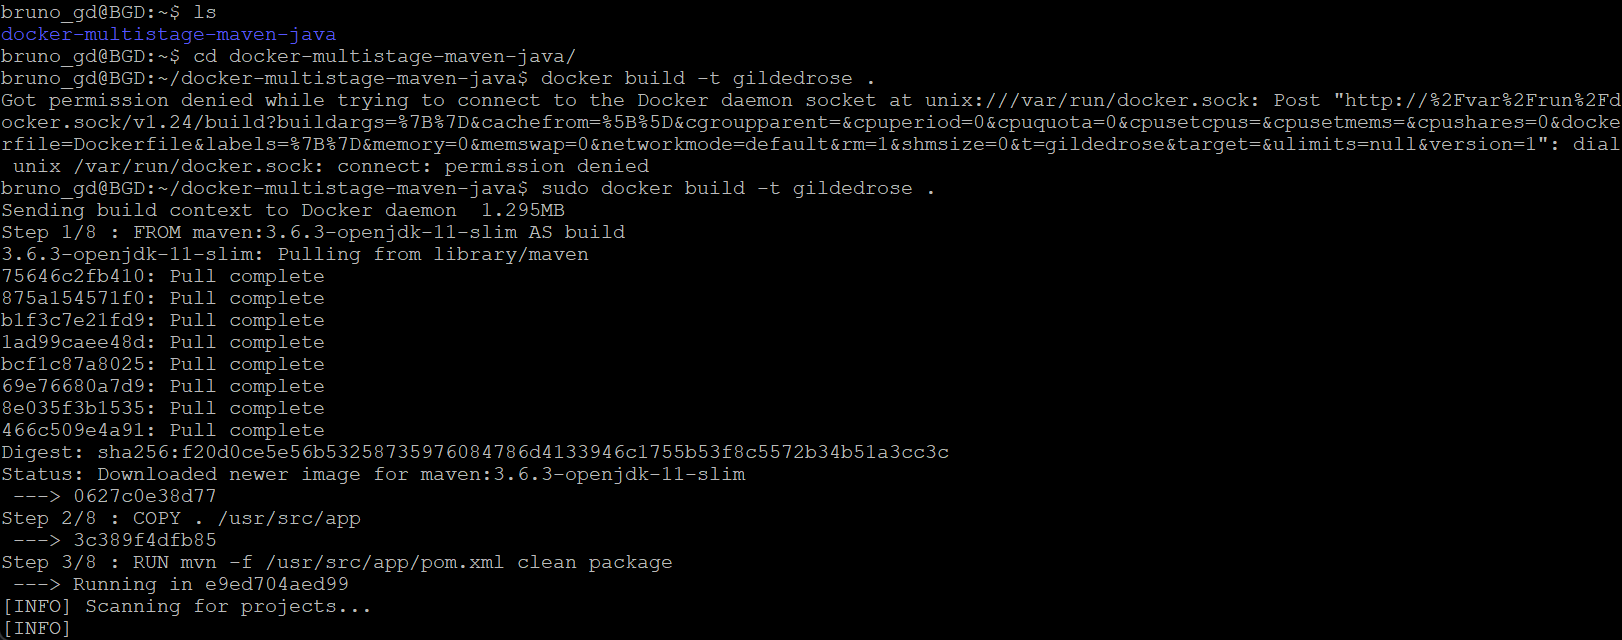 bruno_gd@BGD:~$ ls
docker-multistage-maven-java
bruno_gd@BGD:~$ cd docker-multistage-maven-java/
bruno_gd@BGD:~/docker-multistage-maven-java$ docker build -t gildedrose .
Got permission denied while trying to connect to the Docker daemon socket at unix:///var/run/docker.sock: Post "http://%2Fvar%2Frun%2Fd
ocker.sock/v1.24/build?buildargs=%7B%7D&cachefrom=%5B%5D&cgroupparent=&cpuperiod=0&cpuquota=0&cpusetcpus=&cpusetmems=&cpushares=0&docke
rfile=Dockerfile&labels=%7B%7D&memory=0&memswap=0&networkmode=default&rm=1&shmsize=0&t=gildedrose&target=&ulimits=null&version=1": dial
 unix /var/run/docker.sock: connect: permission denied
bruno_gd@BGD:~/docker-multistage-maven-java$ sudo docker build -t gildedrose .
Sending build context to Docker daemon  1.295MB
Step 1/8 : FROM maven:3.6.3-openjdk-11-slim AS build
3.6.3-openjdk-11-slim: Pulling from library/maven
75646c2fb410: Pull complete
875a154571f0: Pull complete
b1f3c7e21fd9: Pull complete
1ad99caee48d: Pull complete
bcf1c87a8025: Pull complete
69e76680a7d9: Pull complete
8e035f3b1535: Pull complete
466c509e4a91: Pull complete
Digest: sha256:f20d0ce5e56b53258735976084786d4133946c1755b53f8c5572b34b51a3cc3c
Status: Downloaded newer image for maven:3.6.3-openjdk-11-slim
 ---> 0627c0e38d77
Step 2/8 : COPY . /usr/src/app
 ---> 3c389f4dfb85
Step 3/8 : RUN mvn -f /usr/src/app/pom.xml clean package
 ---> Running in e9ed704aed99
[INFO] Scanning for projects...
[INFO]